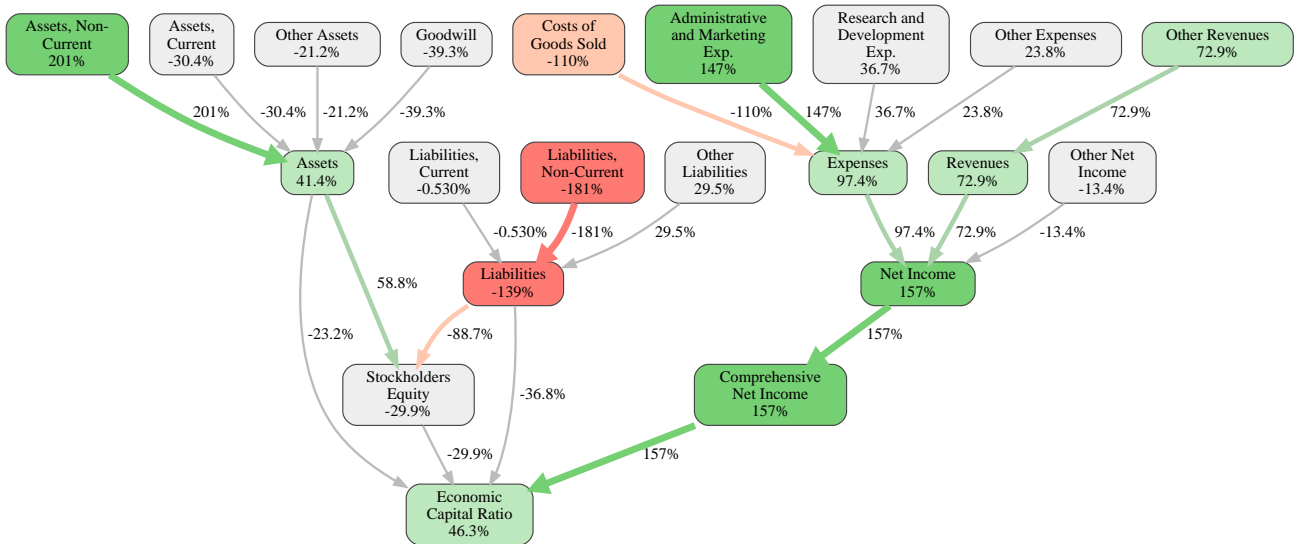 Assets, Non-
Current
201%
Assets,
Current
-30.4%
Other Assets
-21.2%
Goodwill
-39.3%
Costs of
Goods Sold
-110%
Administrative
and Marketing
Exp.
147%
Research and
Development
Exp.
36.7%
Other Expenses
23.8%
Other Revenues
72.9%
201%
-30.4%
-21.2%
-39.3%
-110%
147%
36.7%
23.8%
72.9%
Assets
41.4%
Liabilities,
Current
-0.530%
Liabilities,
Non-Current
-181%
Other
Liabilities
29.5%
Expenses
97.4%
Revenues
72.9%
Other Net
Income
-13.4%
-0.530%
-181%
29.5%
97.4%
72.9%
-13.4%
58.8%
Liabilities
-139%
Net Income
157%
-23.2%
-88.7%
157%
Stockholders
Equity
-29.9%
-36.8%
Comprehensive
Net Income
157%
-29.9%
157%
Economic
Capital Ratio
46.3%